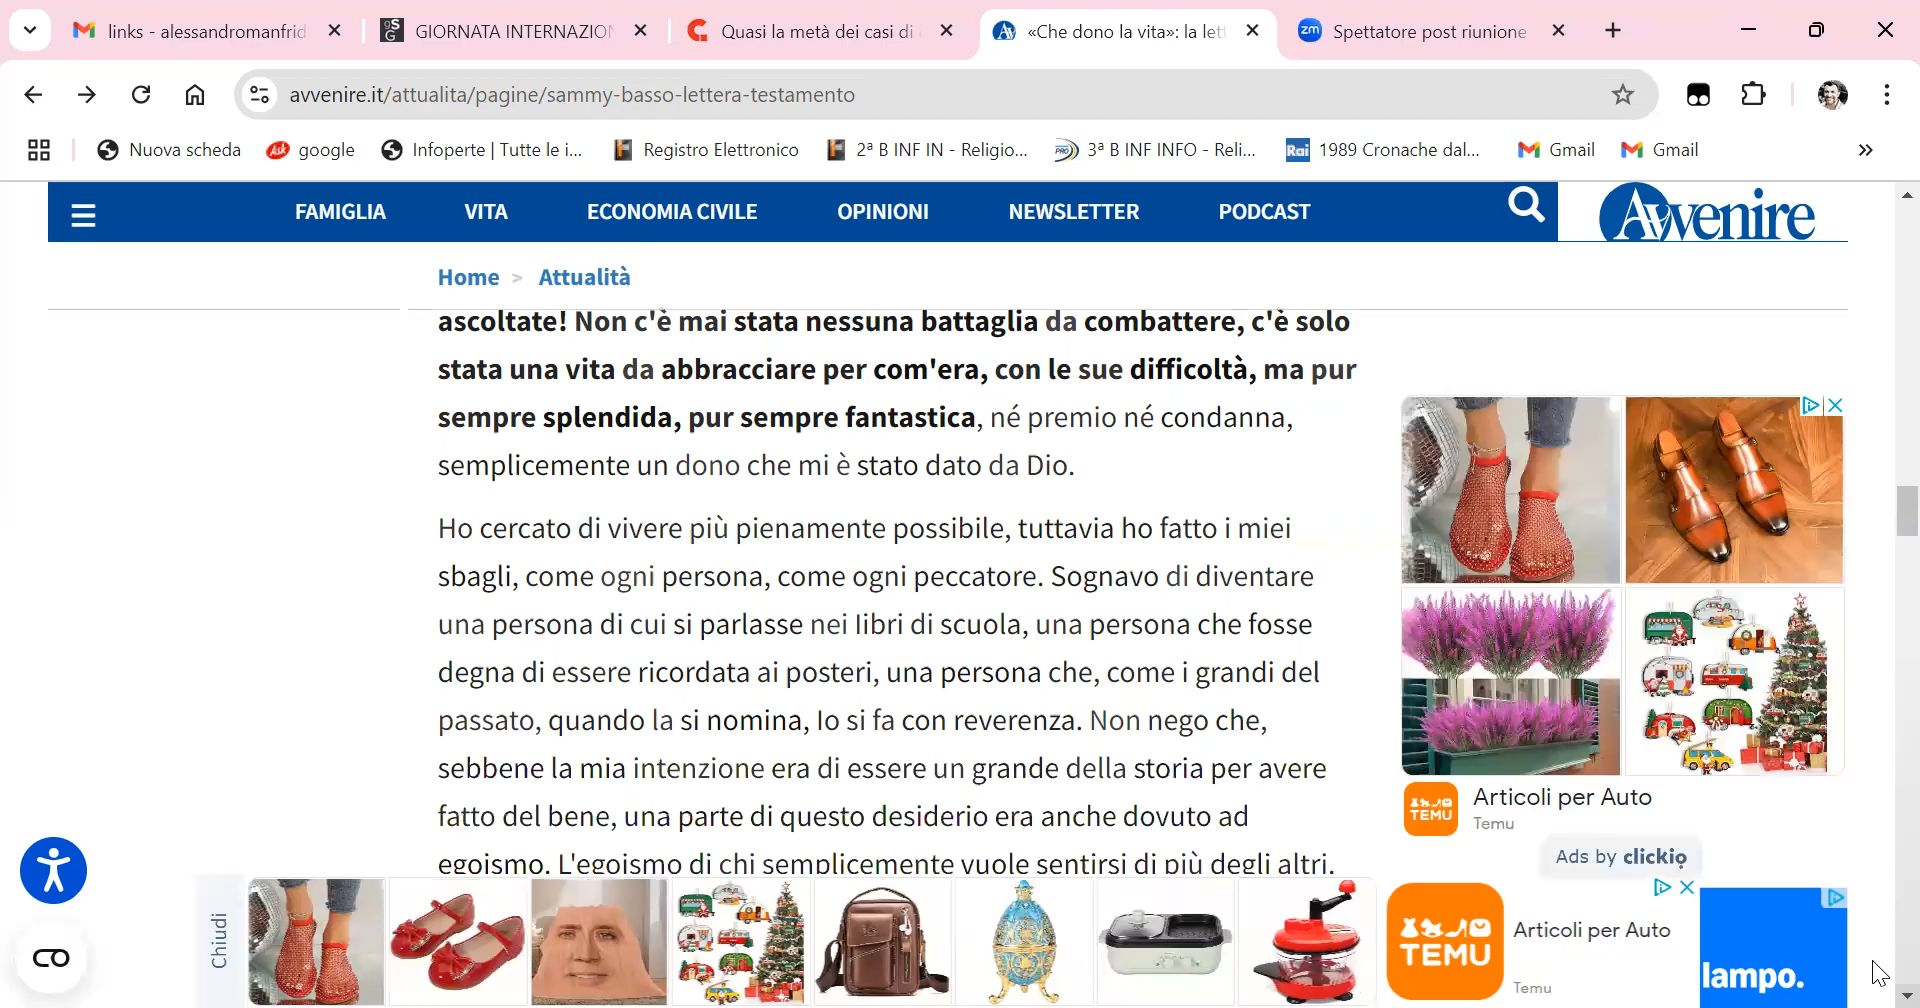 links - alessandromanfrid
GIORNATA INTERNAZION
Quasi la metà dei casi di
«Che dono la vita»: la lett
zm
Spettatore post riunione
avvenire.it/attualita/pagine/sammy-basso-lettera-testamento
Nuova scheda
Ask
google
Infoperte | Tutte le i...
Registro Elettronico
2ª B INF IN - Religio...
3ª B INF INFO - Reli...
Rai
1989 Cronache dal...
Gmail
Gmail
FAMIGLIA
VITA
ECONOMIA CIVILE
OPINIONI
NEWSLETTER
PODCAST
Avvenire
Home > Attualità
ascoltate! Non c'è mai stata nessuna battaglia da combattere, c'è solo
stata una vita da abbracciare per com'era, con le sue difficoltà, ma pur
sempre splendida, pur sempre fantastica, né premio né condanna,
semplicemente un dono che mi è stato dato da Dio.
Ho cercato di vivere più pienamente possibile, tuttavia ho fatto i miei
sbagli, come ogni persona, come ogni peccatore. Sognavo di diventare
una persona di cui si parlasse nei libri di scuola, una persona che fosse
degna di essere ricordata ai posteri, una persona che, come i grandi del
passato, quando la si nomina, lo si fa con reverenza. Non nego che,
sebbene la mia intenzione era di essere un grande della storia per avere
fatto del bene, una parte di questo desiderio era anche dovuto ad
egoismo. L'egoismo di chi semplicemente vuole sentirsi di più degli altri.
TEMU
Articoli per Auto
Temu
Ads by clickio
Chiudi
TEMU
Articoli per Auto
Temu
lampo.